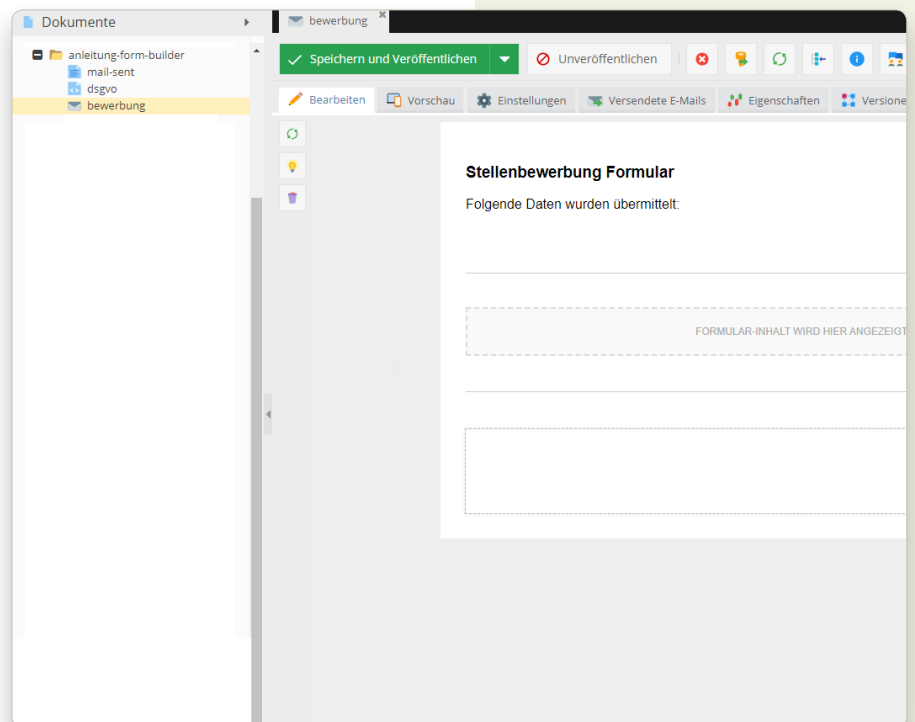 Dokumente
anleitung-form-builder
mail-sent
dsgvo
bewerbung
bewerbung
Speichern und Veröffentlichen
Unveröffentlichen
Bearbeiten
Vorschau
Einstellungen
Versendete E-Mails
Eigenschaften
Versione
Stellenbewerbung Formular
Folgende Daten wurden übermittelt:
FORMULAR-INHALT WIRD HIER ANGEZEIGT